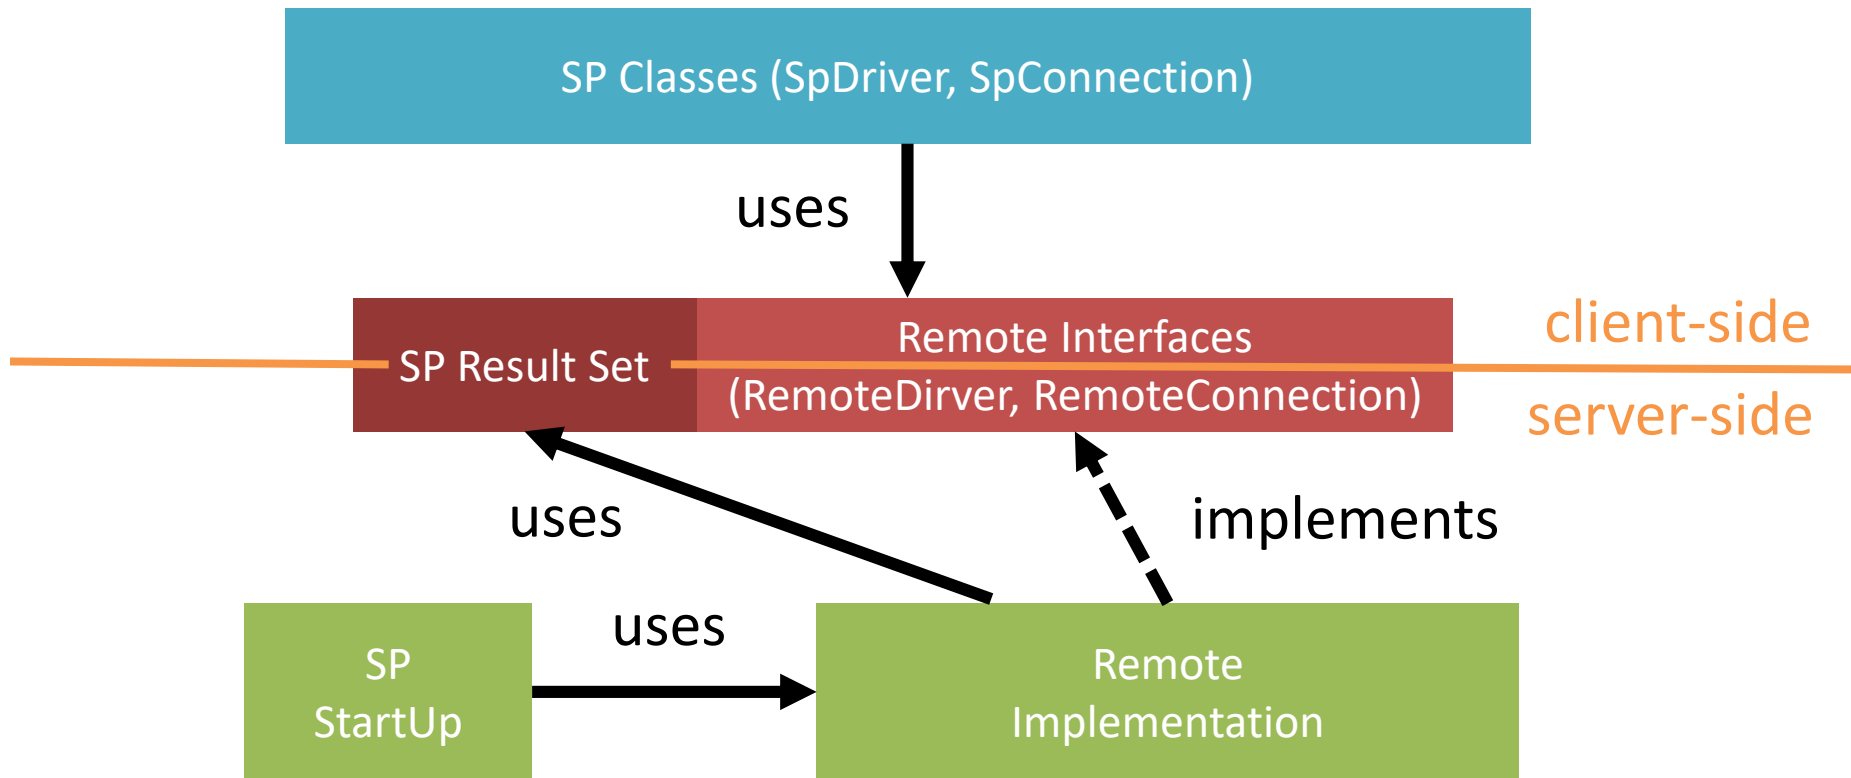 SP Classes (SpDriver, SpConnection)
uses
client-side
Remote Interfaces
SP Result Set
(RemoteDirver, RemoteConnection)
server-side
uses
implements
uses
SP
StartUp
Remote
Implementation